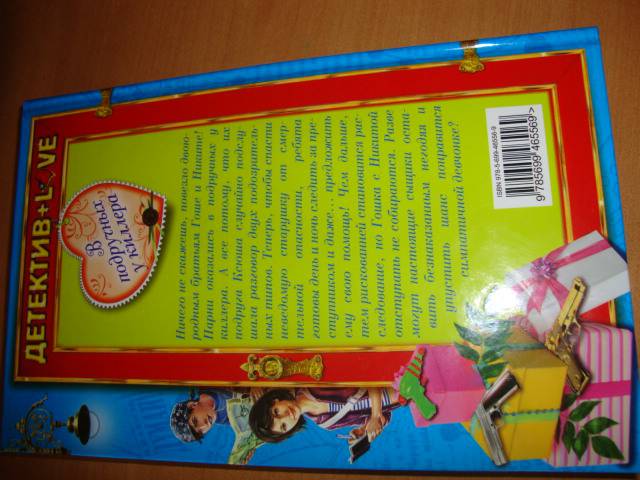 ДЕТЕКТИВ+LOVE
В
подручных
у киллера
Ничего не скажешь, повезло двою-
родным братьям Гоше и Никите!
Парни оказались в подручных у
киллера. А все потому, что их
подруга Ксюша случайно подслу-
шала разговор двух подозритель-
ных типов. Теперь, чтобы спасти
неведомую старушку от смер-
тельной опасности, ребята
готовы день и ночь следить за пре-
ступником и даже... предложить
ему свою помощь! Чем дальше,
тем рискованней становится рас-
следование, но Гошка с Никитой
отступать не собираются. Разве
могут настоящие сыщики оста-
вить безнаказанным негодяя и
упустить шанс понравиться
симпатичной девчонке?
ISBN 978-5-699-46556-9
9 785699 465569 >